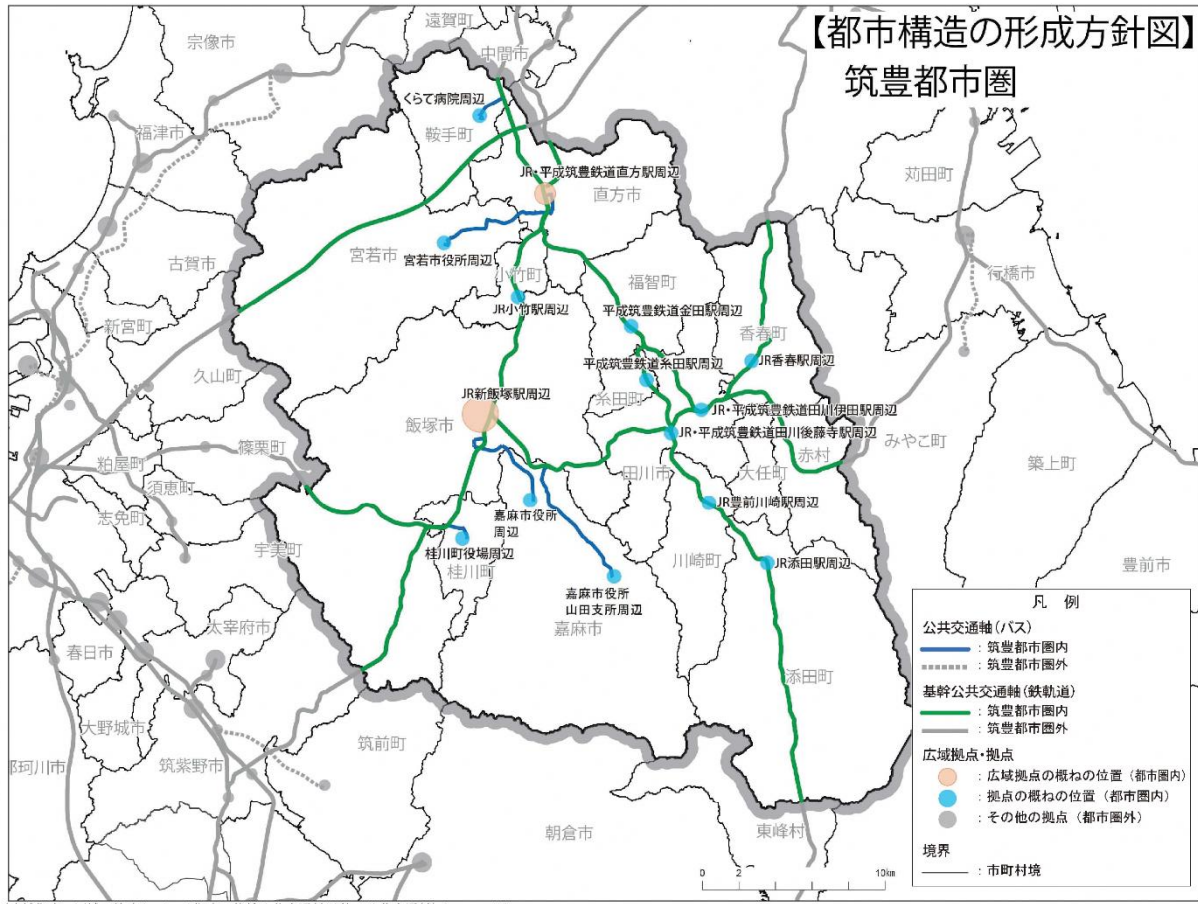 【都市構造の形成方針図】
筑豊都市圏
遠賀町
宗像市
中間市
くらて病院周辺
鞍手町
福津市
JR・平成筑豊鉄道直方駅周辺
直方市
苅田町
宮若市
宮若市役所周辺
古賀市
小竹町
福智町
行橋市
JR小竹駅周辺
平成筑豊鉄道金田駅周辺
新宮町
香春町
平成筑豊鉄道糸田駅周辺
JR香春駅周辺
久山町
JR新飯塚駅周辺
糸田町
JR・平成筑豊鉄道田川伊田駅周辺
飯塚市
JR・平成筑豊鉄道田川後藤寺駅周辺
みやこ町
篠栗町
赤村
粕屋町
田川市
大任町
築上町
須恵町
JR豊前川崎駅周辺
志免町
嘉麻市役所
周辺
宇美町
桂川町役場周辺
川崎町
JR添田駅周辺
桂川町
豊前市
嘉麻市役所
山田支所周辺
嘉麻市
太宰府市
春日市
添田町
大野城市
筑前町
那珂川市
筑紫野市
朝倉市
東峰村
凡 例
公共交通軸(バス)
: 筑豊都市圏内
: 筑豊都市圏外
基幹公共交通軸(鉄軌道)
: 筑豊都市圏内
: 筑豊都市圏外
広域拠点・拠点
: 広域拠点の概ねの位置(都市圏内)
: 拠点の概ねの位置(都市圏内)
: その他の拠点(都市圏外)
境界
: 市町村境
0 2 10km